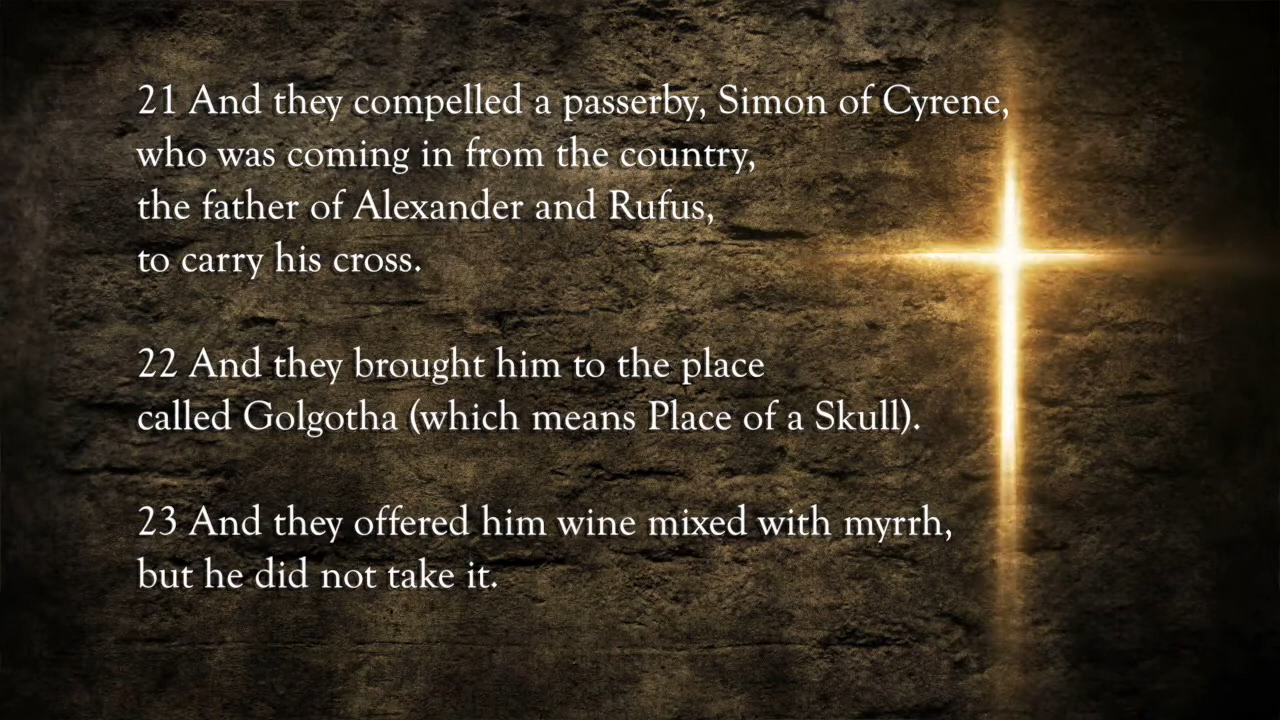 21 And they compelled a passerby, Simon of Cyrene,
who was coming in from the country,
the father of Alexander and Rufus,
to carry his cross.
22 And they brought him to the place
called Golgotha (which means Place of a Skull).
23 And they offered him wine mixed with myrrh,
but he did not take it.